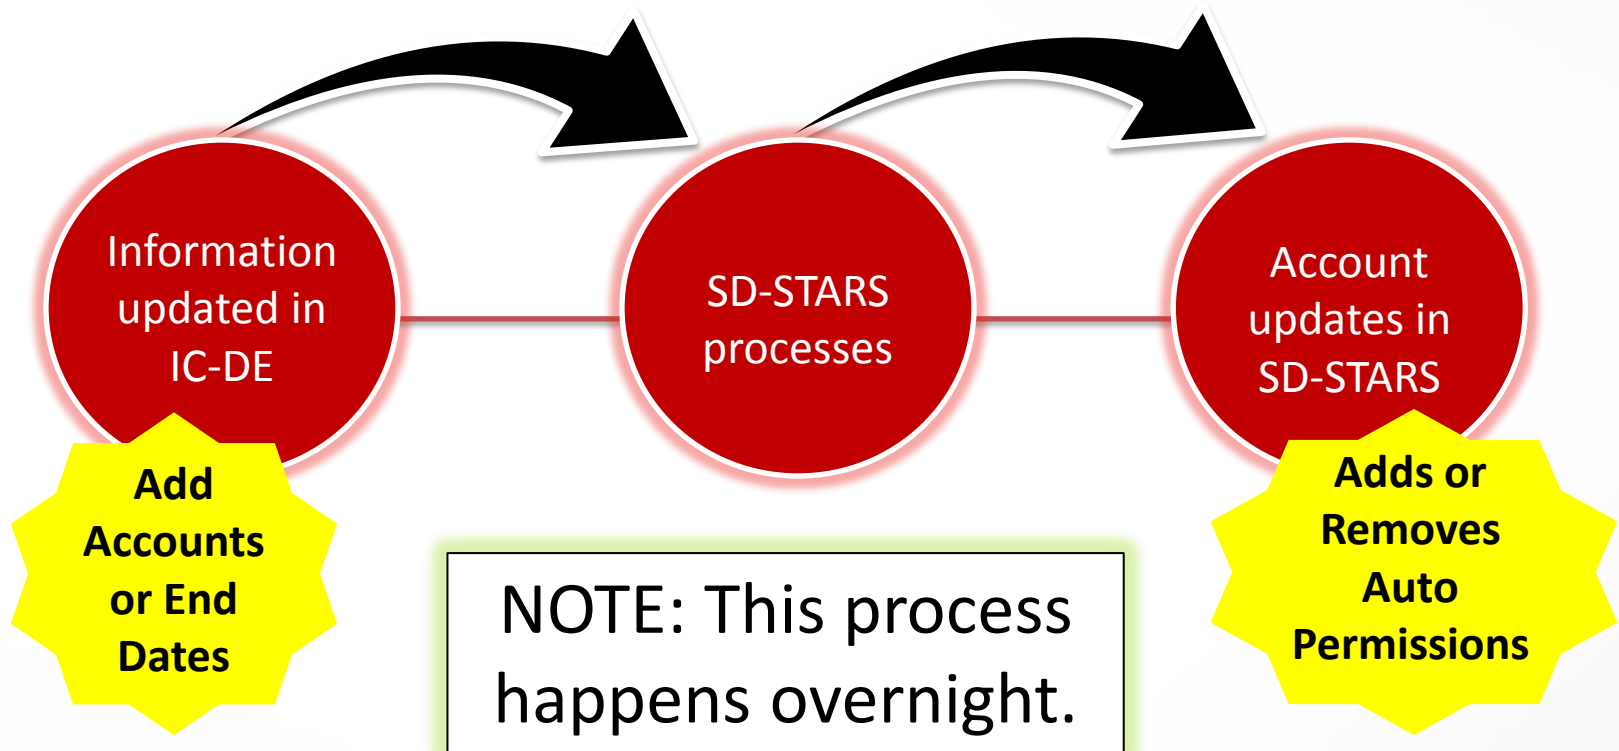 Information
updated in
IC-DE
SD-STARS
processes
Account
updates in
SD-STARS
Add
Accounts
or End
Dates
Adds or
Removes
Auto
Permissions
NOTE: This process
happens overnight.